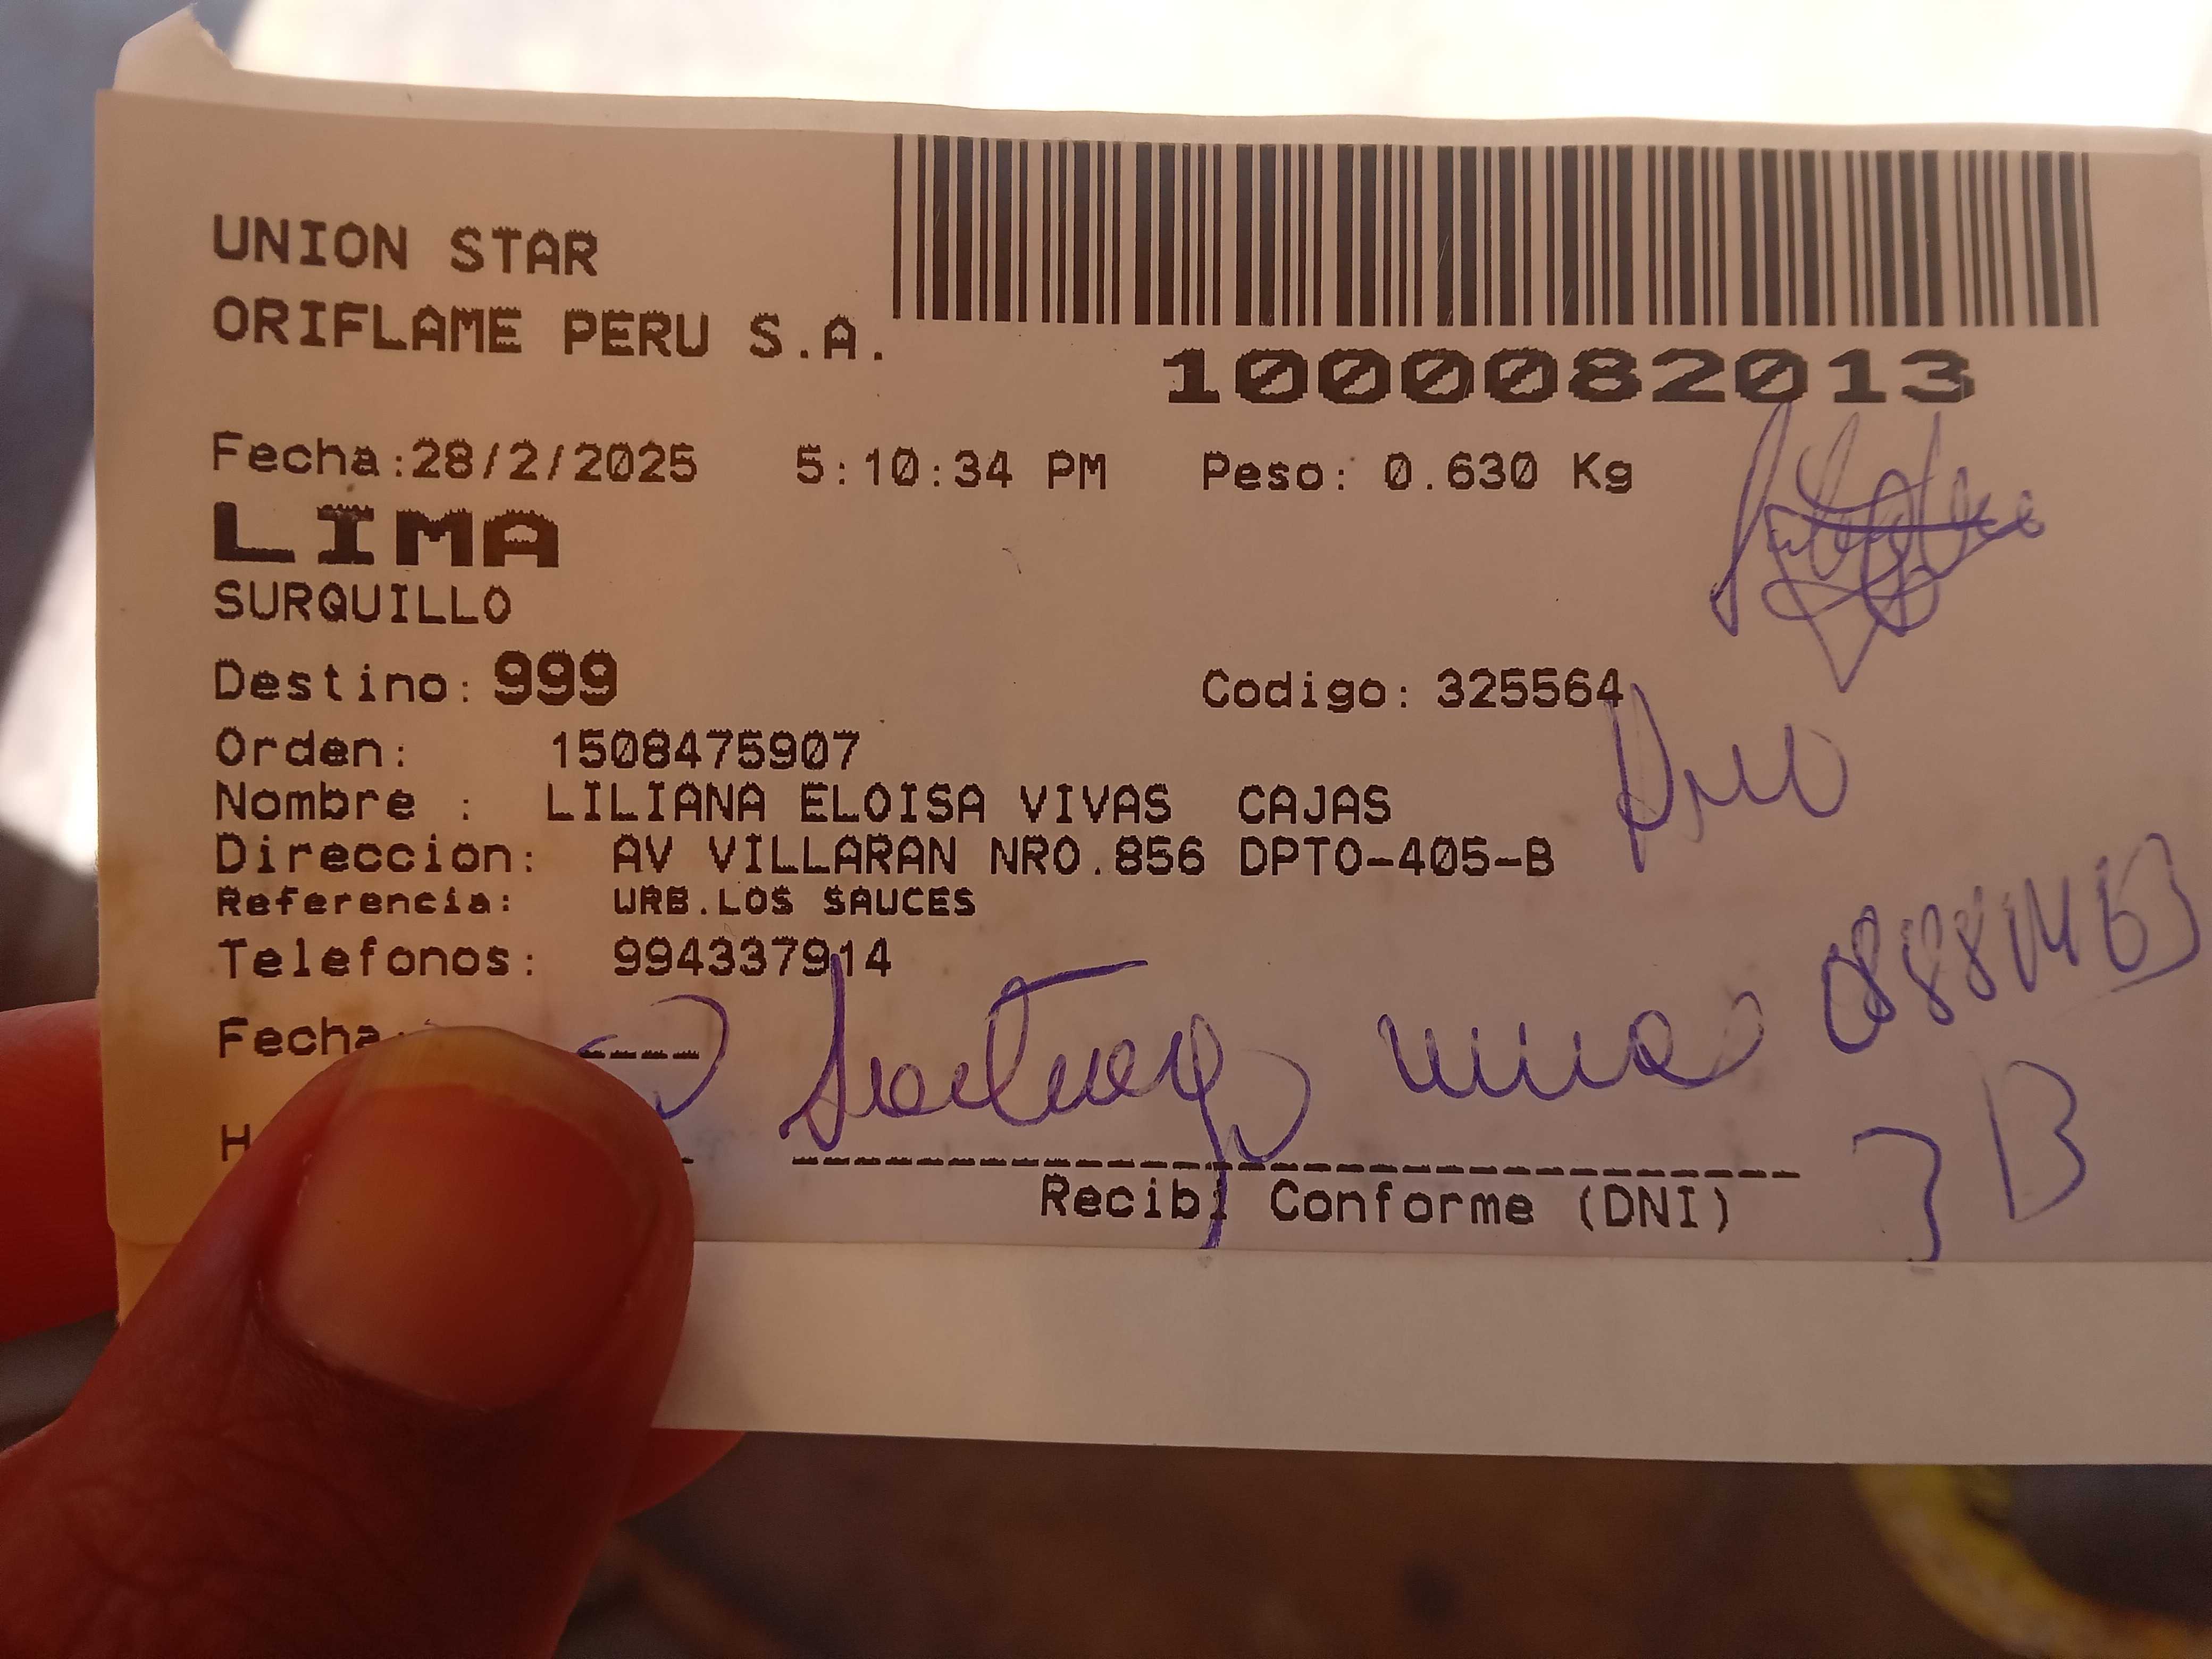 UNION STAR
ORIFLAME PERU S.A.
1000082013
Fecha:28/2/2025 5:10:34 PM Peso: 0.630 Kg
LIMA
SURQUILLO
Destino: 999 Codigo: 325564
Orden: 1508475907
Nombre : LILIANA ELOISA VIVAS CAJAS
Direccion: AV VILLARAN NRO.856 DPTO-405-B
Referencia: URB.LOS SAUCES
Telefonos: 994337914
Fecha:
Santiago
B
Recibi Conforme (DNI)